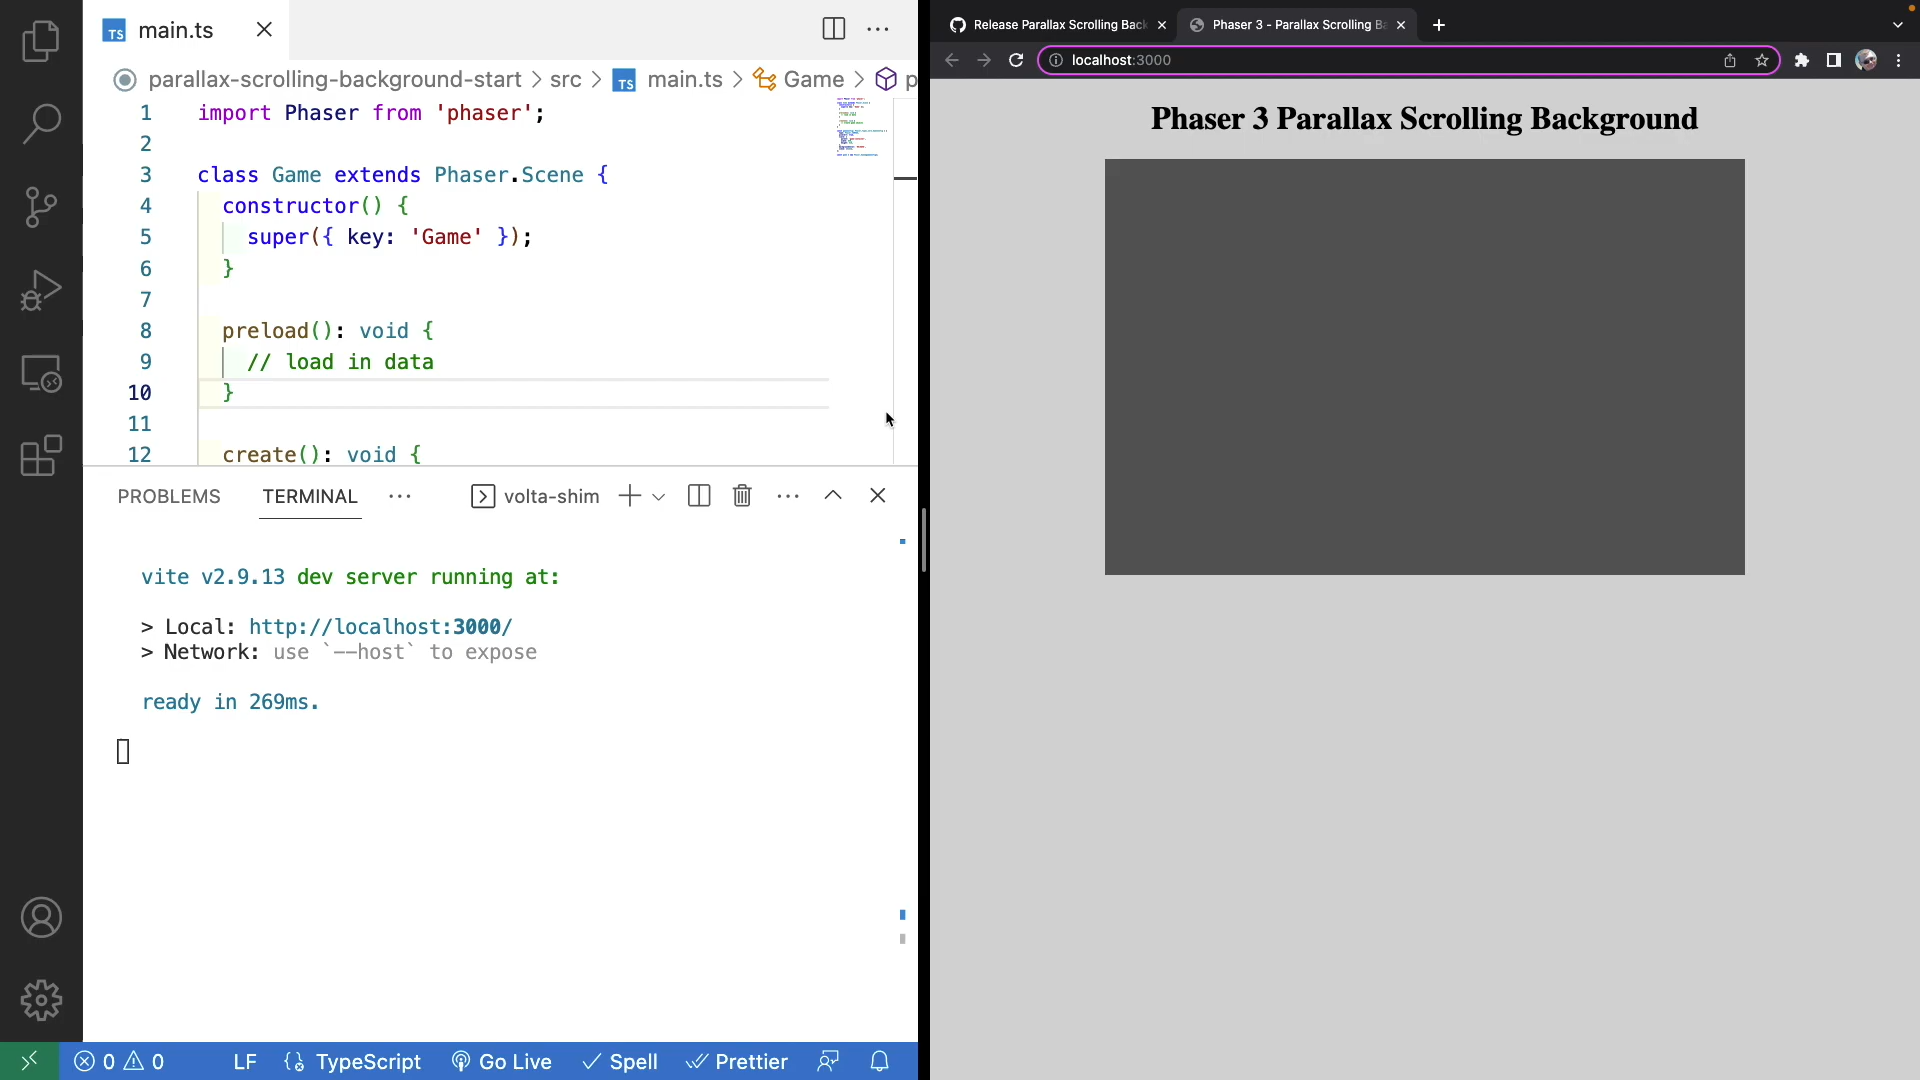 TS main.ts
parallax-scrolling-background-start > src > TS main.ts > Game > p
1 import Phaser from 'phaser';
2
3 class Game extends Phaser.Scene {
4 constructor() {
5 super({ key: 'Game' });
6 }
7
8 preload(): void {
9 // load in data
10 }
11
12 create(): void {
PROBLEMS TERMINAL volta-shim
vite v2.9.13 dev server running at:
> Local: http://localhost:3000/
> Network: use `--host` to expose
ready in 269ms.
0 0 LF TypeScript Go Live Spell Prettier
Release Parallax Scrolling Bac
Phaser 3 - Parallax Scrolling Ba
localhost:3000
Phaser 3 Parallax Scrolling Background